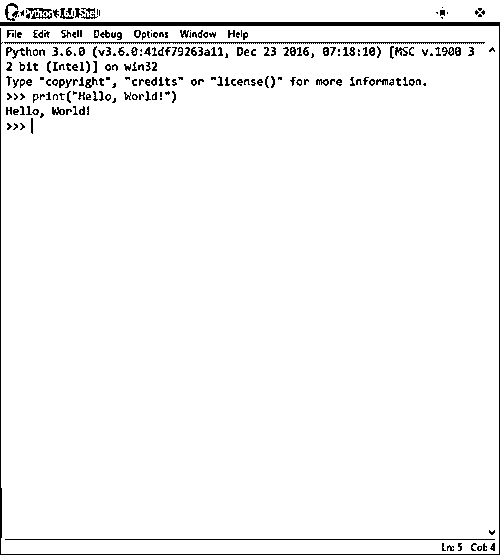 Python 3.6.0 Shell
File Edit Shell Debug Options Window Help
Python 3.6.0 (v3.6.0:41df79263a11, Dec 23 2016, 07:18:10) [MSC v.1900 3
2 bit (Intel)] on win32
Type "copyright", "credits" or "license()" for more information.
>>> print("Hello, World!")
Hello, World!
>>>
Ln: 5 Col: 4